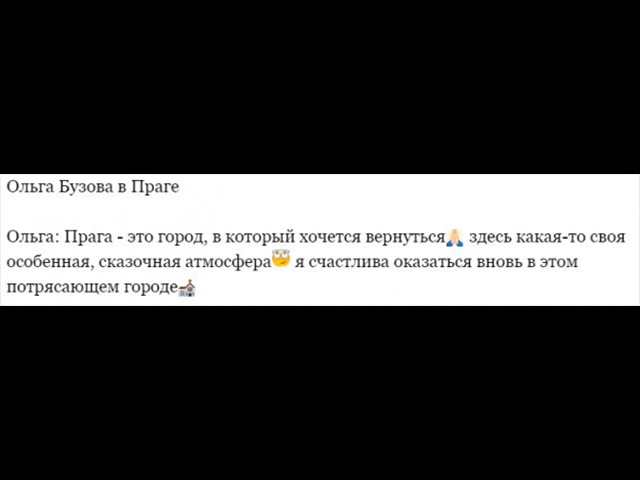 Ольга Бузова в Праге
Ольга: Прага - это город, в который хочется вернуться🙏🏻 здесь какая-то своя
особенная, сказочная атмосфера😇 я счастлива оказаться вновь в этом
потрясающем городе💒